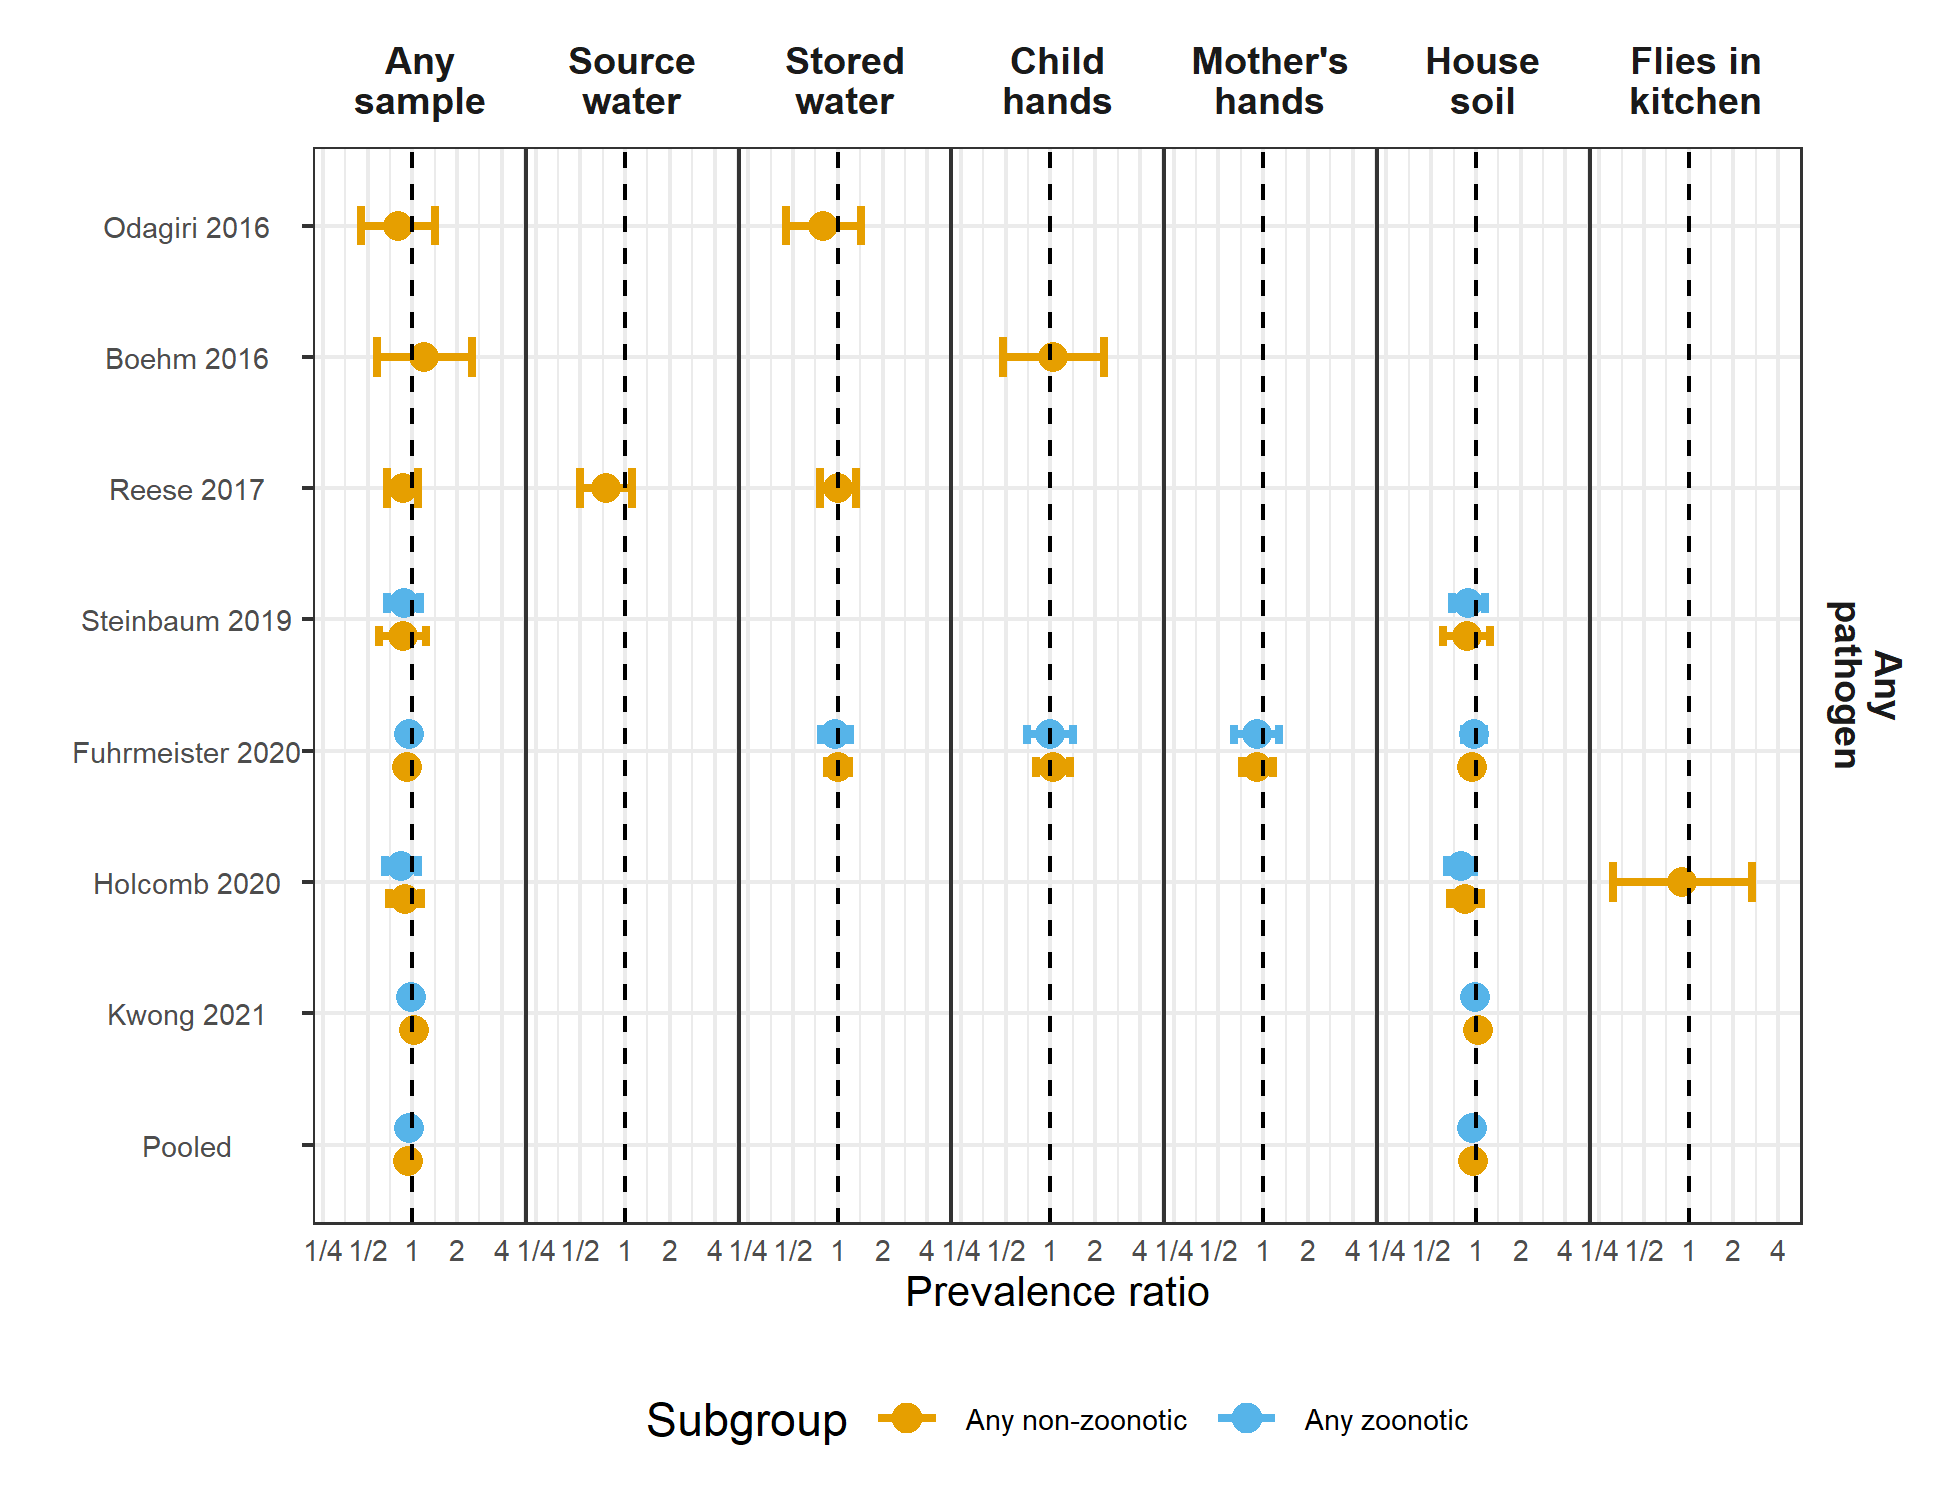 Any Source Stored Child Mother's House Flies in
sample water water hands hands soil kitchen
Odagiri 2016
Boehm 2016
Reese 2017
Steinbaum 2019
Fuhrmeister 2020
Holcomb 2020
Kwong 2021
Pooled
Any
pathogen
1/4 1/2 1 2 4 1/4 1/2 1 2 4 1/4 1/2 1 2 4 1/4 1/2 1 2 4 1/4 1/2 1 2 4 1/4 1/2 1 2 4 1/4 1/2 1 2 4
Prevalence ratio
Subgroup Any non-zoonotic Any zoonotic